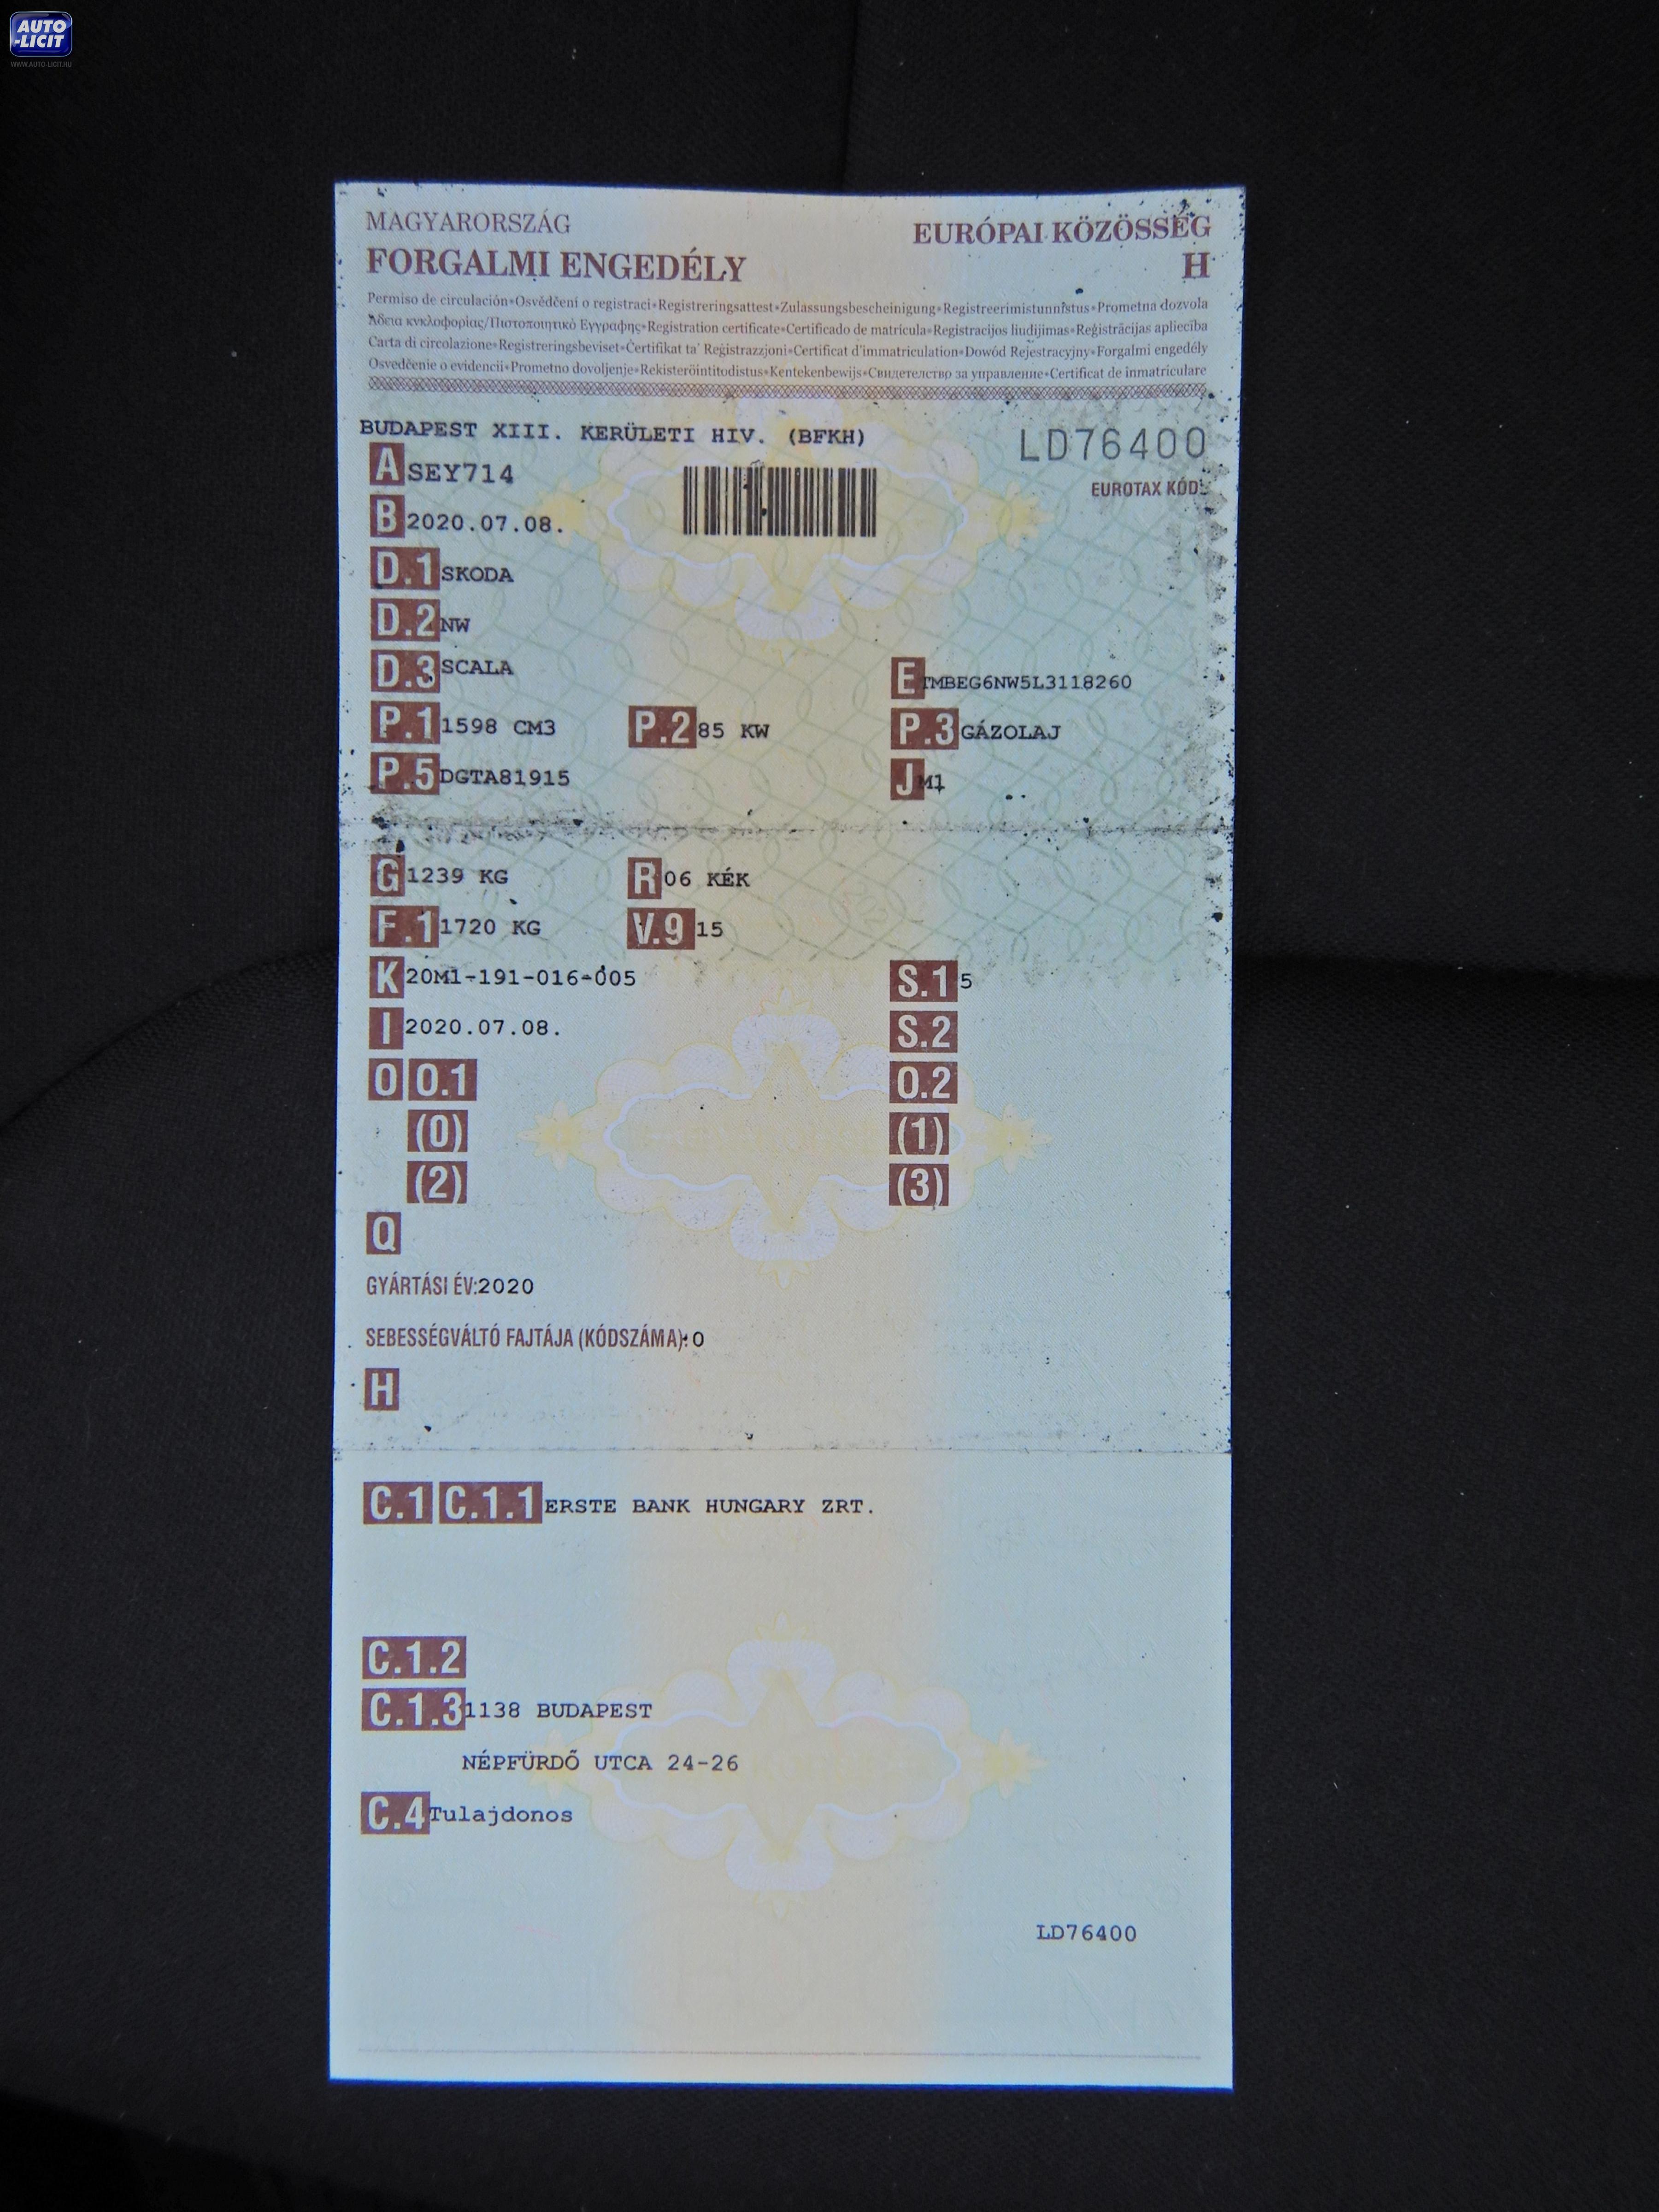 AUTO
-LICIT
WWW.AUTO-LICIT.HU
MAGYARORSZÁG EURÓPAI KÖZÖSSÉG
FORGALMI ENGEDÉLY H
Permiso de circulación•Osvědčení o registraci•Registreringsattest•Zulassungsbescheinigung•Registreerimistunnistus•Prometna dozvola
Άδεια κυκλοφορίας/Πιστοποιητικό Εγγραφής•Registration certificate•Certificado de matrícula•Registracijos liudijimas•Reģistrācijas apliecība
Carta di circolazione•Registreringsbeviset•Ċertifikat ta' Reġistrazzjoni•Certificat d'immatriculation•Dowód Rejestracyjny•Forgalmi engedély
Osvedčenie o evidencii•Prometno dovoljenje•Rekisteröintitodistus•Kentekenbewijs•Свидетелство за управление•Certificat de inmatriculare
BUDAPEST XIII. KERÜLETI HIV. (BFKH) LD76400
A SEY714 EUROTAX KÓD:
B 2020.07.08.
D.1 SKODA
D.2 NW
D.3 SCALA E TMBEG6NW5L3118260
P.1 1598 CM3 P.2 85 KW P.3 GÁZOLAJ
P.5 DGTA81915 J M1
G 1239 KG R 06 KÉK
F.1 1720 KG V.9 15
K 20M1-191-016-005 S.1 5
I 2020.07.08. S.2
O O.1 O.2
(0) (1)
(2) (3)
Q
GYÁRTÁSI ÉV:2020
SEBESSÉGVÁLTÓ FAJTÁJA (KÓDSZÁMA):0
H
C.1 C.1.1 ERSTE BANK HUNGARY ZRT.
C.1.2
C.1.3 1138 BUDAPEST
NÉPFÜRDŐ UTCA 24-26
C.4 Tulajdonos
LD76400